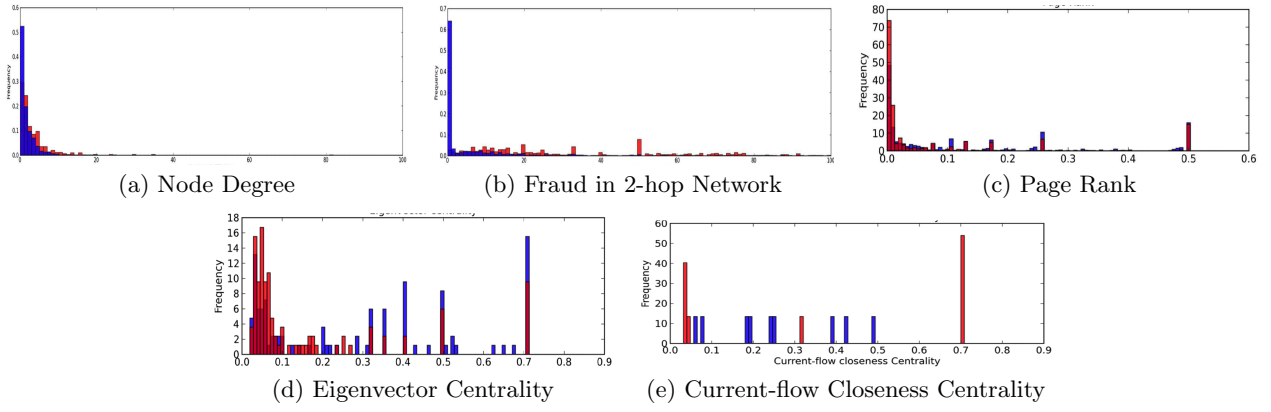 0.6
0.5
0.4
0.3
0.2
0.1
0.0
Frequency
0 20 40 60 80 100
(a) Node Degree
0.7
0.6
0.5
0.4
0.3
0.2
0.1
0.0
Frequency
0 20 40 60 80 100
(b) Fraud in 2-hop Network
80
70
60
50
40
30
20
10
0
Frequency
0.0 0.1 0.2 0.3 0.4 0.5 0.6
(c) Page Rank
18
16
14
12
10
8
6
4
2
0
Frequency
0.0 0.1 0.2 0.3 0.4 0.5 0.6 0.7 0.8 0.9
(d) Eigenvector Centrality
60
50
40
30
20
10
0
Frequency
0.0 0.1 0.2 0.3 0.4 0.5 0.6 0.7 0.8 0.9
Current-flow closeness Centrality
(e) Current-flow Closeness Centrality